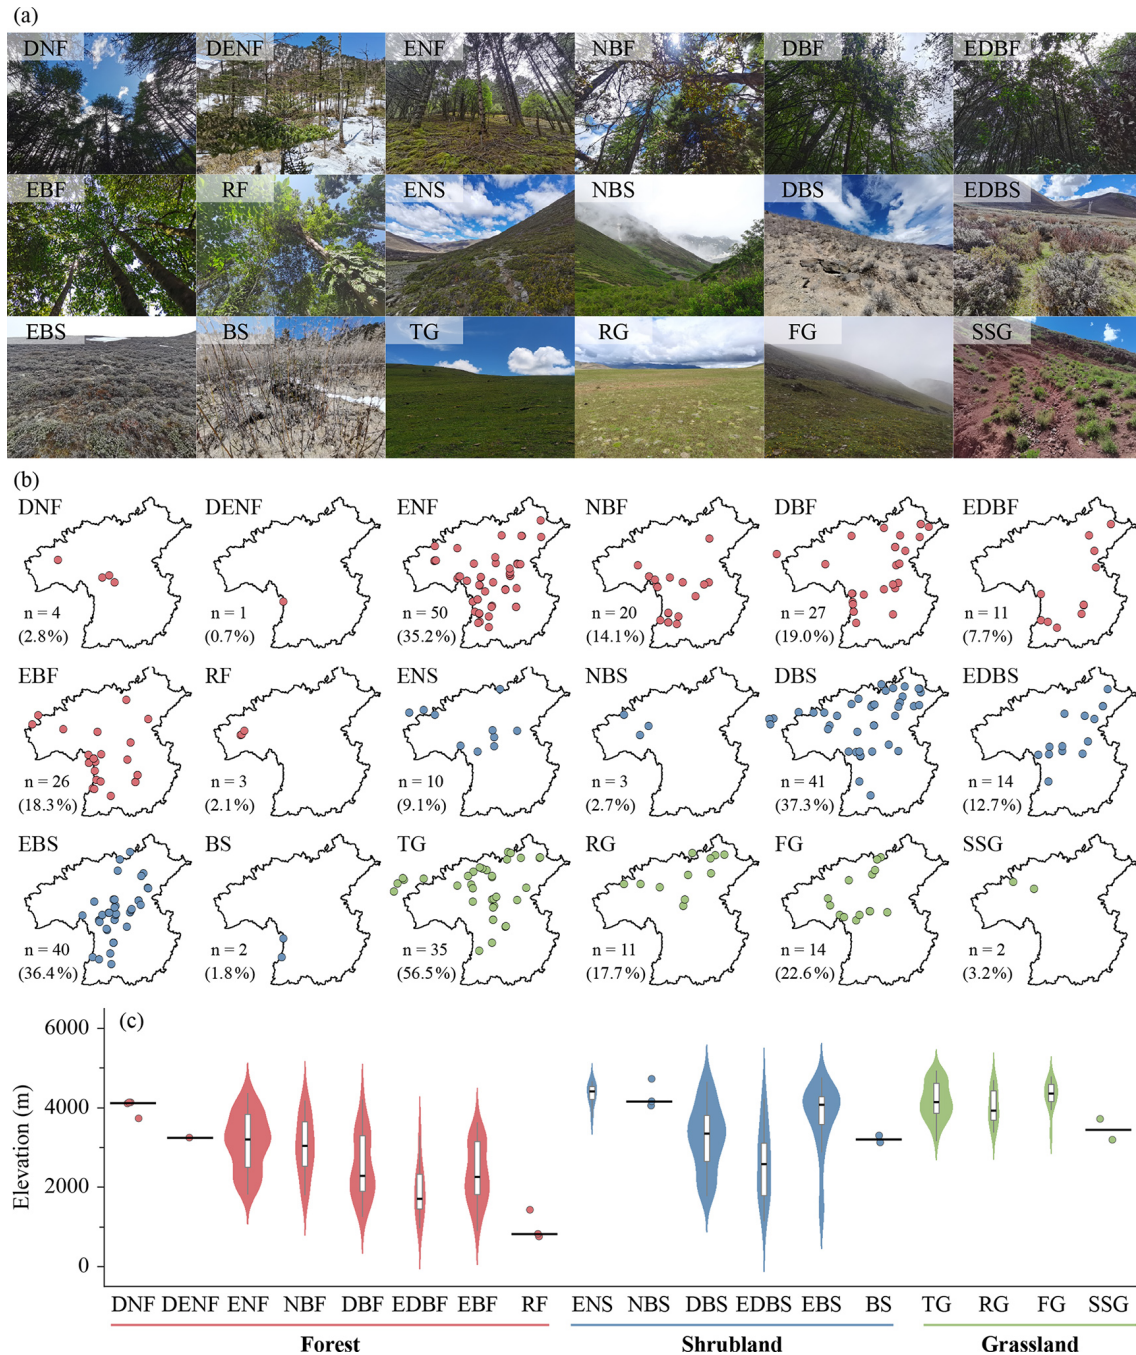 (a)
DNF DENF ENF NBF DBF EDBF
EBF RF ENS NBS DBS EDBS
EBS BS TG RG FG SSG
(b)
DNF DENF ENF NBF DBF EDBF
n = 4 n = 1 n = 50 n = 20 n = 27 n = 11
(2.8%) (0.7%) (35.2%) (14.1%) (19.0%) (7.7%)
EBF RF ENS NBS DBS EDBS
n = 26 n = 3 n = 10 n = 3 n = 41 n = 14
(18.3%) (2.1%) (9.1%) (2.7%) (37.3%) (12.7%)
EBS BS TG RG FG SSG
n = 40 n = 2 n = 35 n = 11 n = 14 n = 2
(36.4%) (1.8%) (56.5%) (17.7%) (22.6%) (3.2%)
(c)
Elevation (m)
6000
4000
2000
0
DNF DENF ENF NBF DBF EDBF EBF RF ENS NBS DBS EDBS EBS BS TG RG FG SSG
Forest Shrubland Grassland